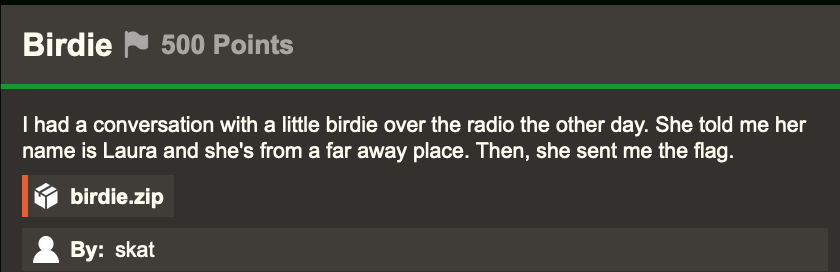 Birdie 500 Points
I had a conversation with a little birdie over the radio the other day. She told me her
name is Laura and she's from a far away place. Then, she sent me the flag.
birdie.zip
By: skat